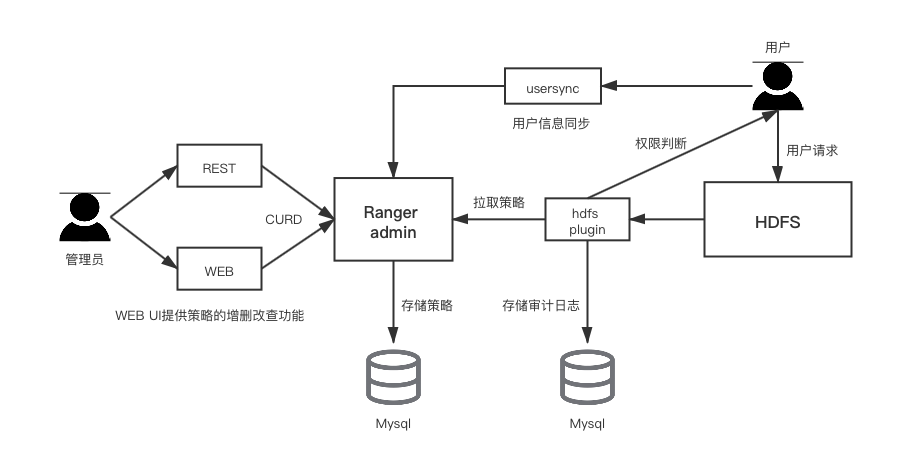 用户
usersync
用户信息同步
权限判断
用户请求
REST
Ranger
admin
拉取策略
hdfs
plugin
HDFS
CURD
管理员
WEB
WEB UI提供策略的增删改查功能
存储策略
存储审计日志
Mysql
Mysql